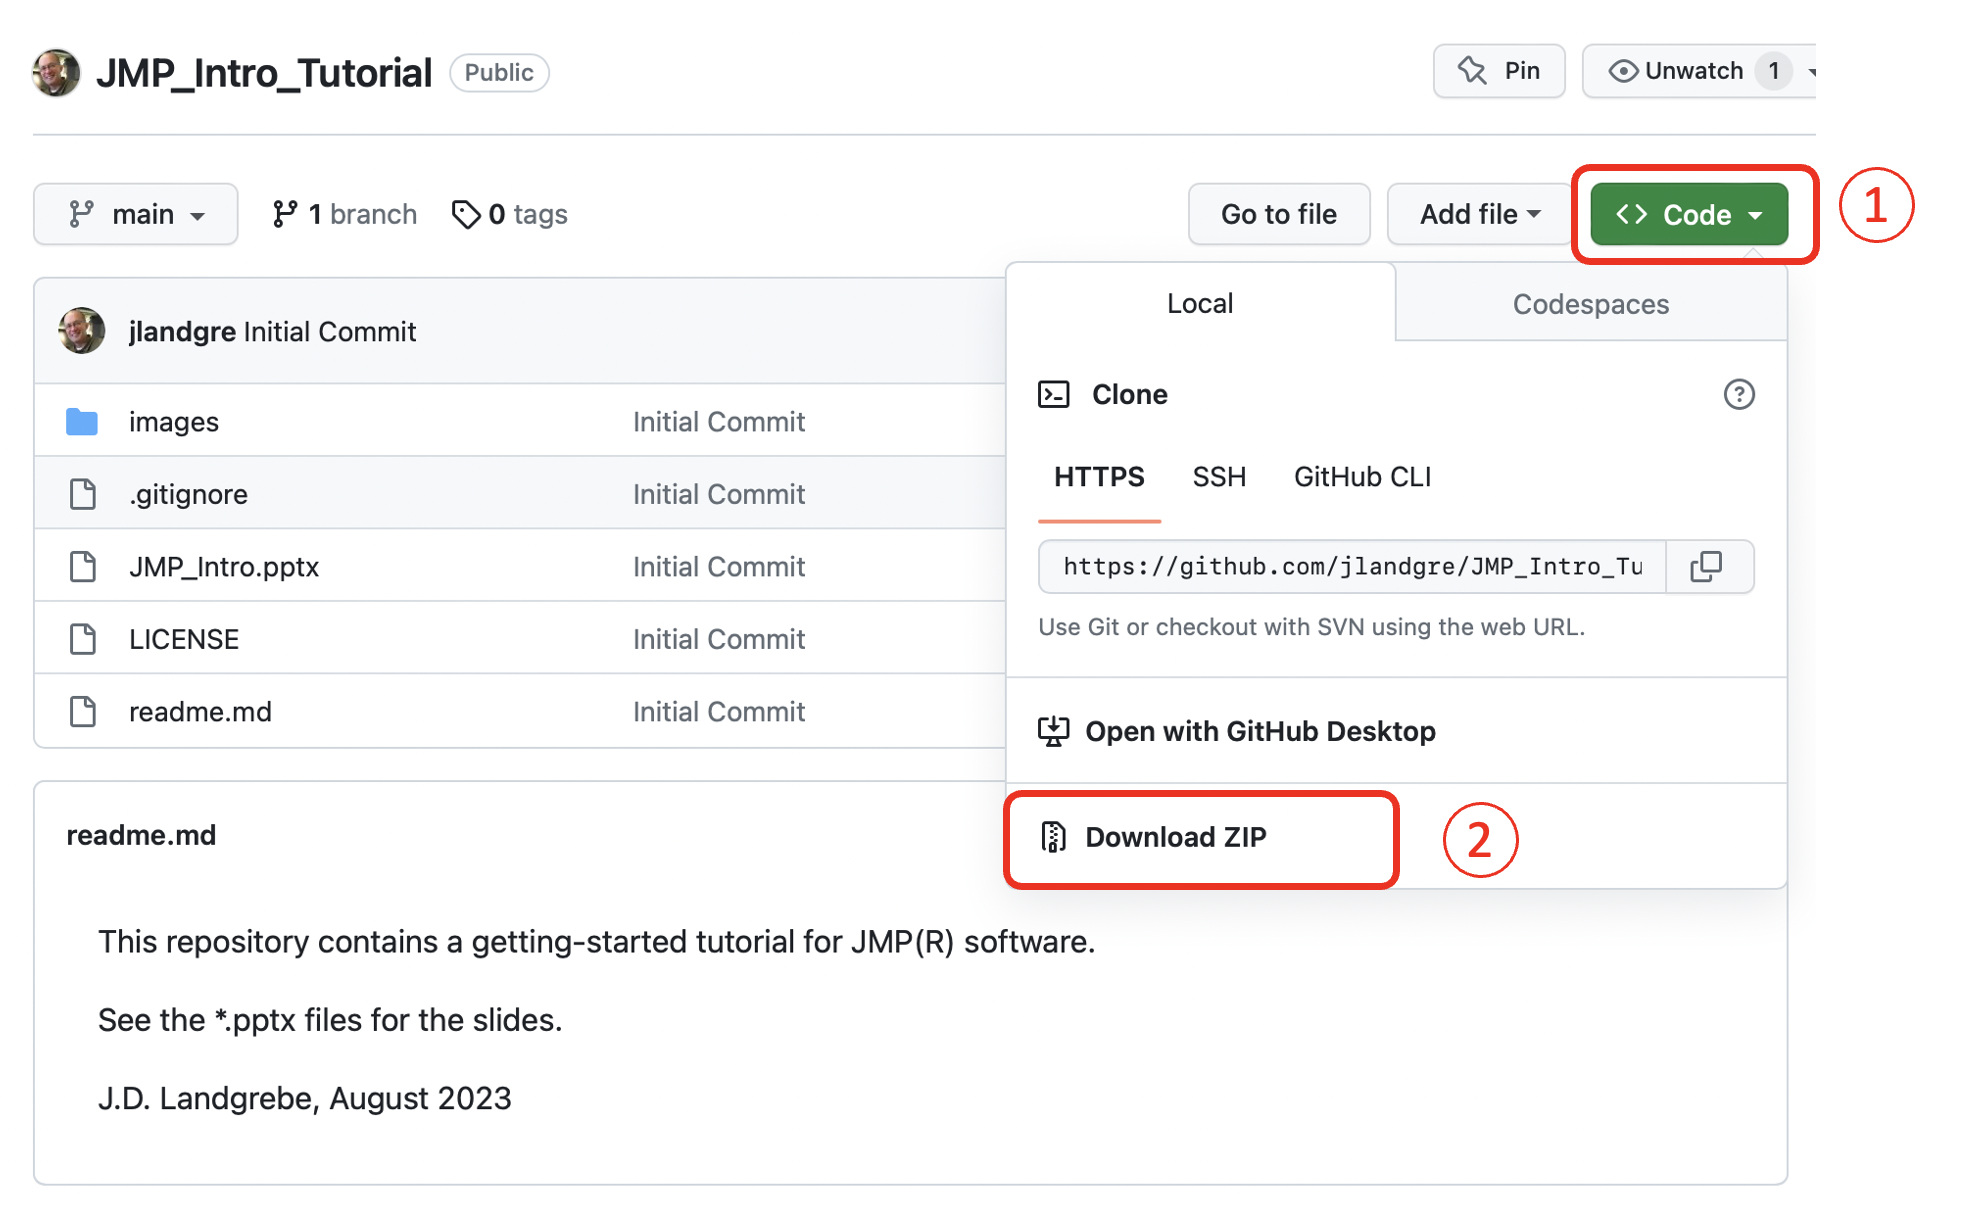 JMP_Intro_Tutorial Public Pin Unwatch 1
main 1 branch 0 tags Go to file Add file Code 1
Local Codespaces
jlandgre Initial Commit
Clone
images Initial Commit
HTTPS SSH GitHub CLI
.gitignore Initial Commit
JMP_Intro.pptx Initial Commit
https://github.com/jlandgre/JMP_Intro_Tu
LICENSE Initial Commit
Use Git or checkout with SVN using the web URL.
readme.md Initial Commit
Open with GitHub Desktop
Download ZIP 2
readme.md
This repository contains a getting-started tutorial for JMP(R) software.
See the *.pptx files for the slides.
J.D. Landgrebe, August 2023